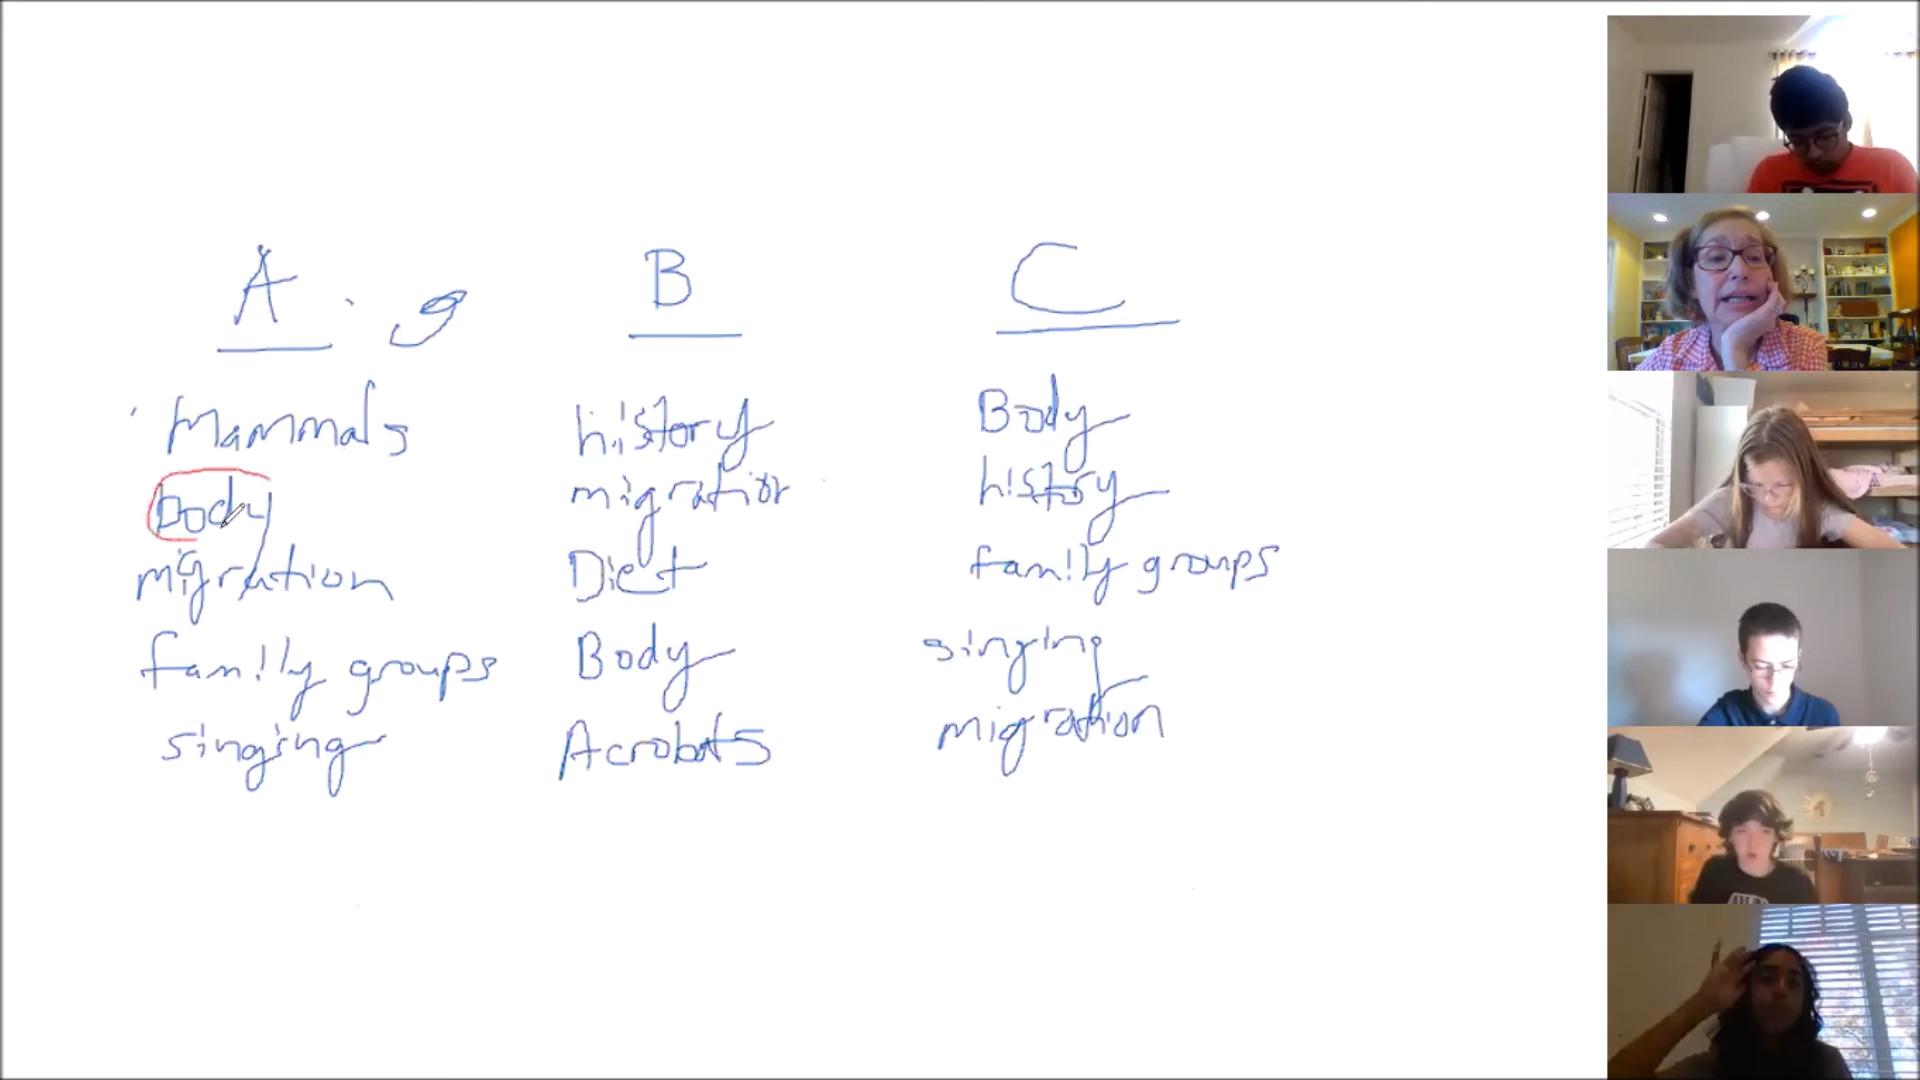 A
Mammals
body
migration
family groups
singing
B
history
migration
Diet
Body
Acrobats
C
Body
history
family groups
singing
migration